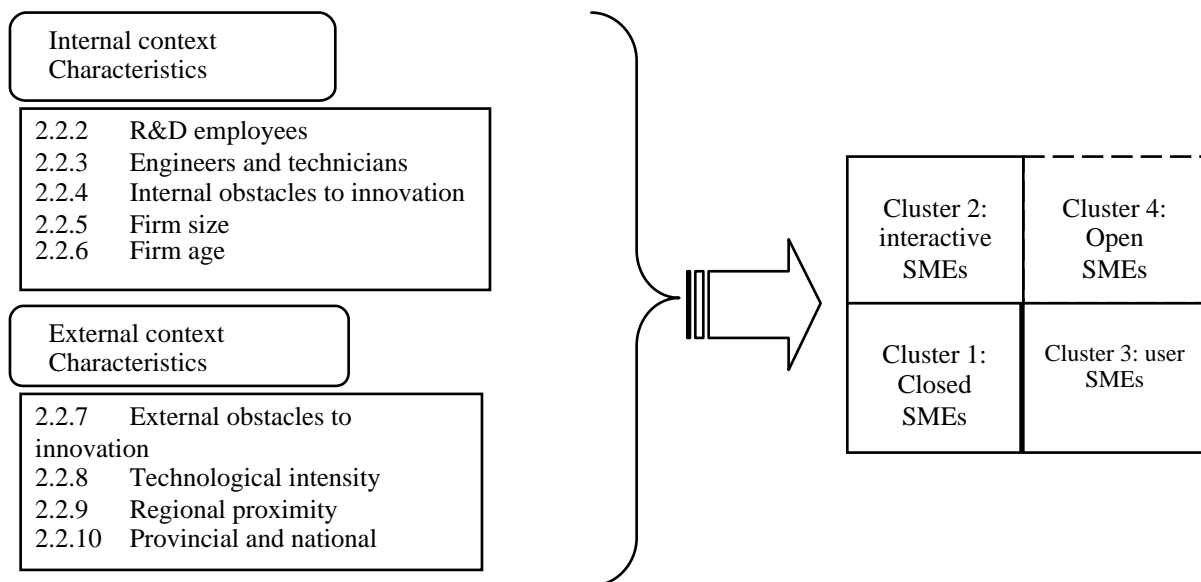 Internal context
Characteristics
2.2.2 R&D employees
2.2.3 Engineers and technicians
2.2.4 Internal obstacles to innovation
2.2.5 Firm size
2.2.6 Firm age
External context
Characteristics
2.2.7 External obstacles to
innovation
2.2.8 Technological intensity
2.2.9 Regional proximity
2.2.10 Provincial and national
Cluster 2:
interactive
SMEs
Cluster 4:
Open
SMEs
Cluster 1:
Closed
SMEs
Cluster 3: user
SMEs